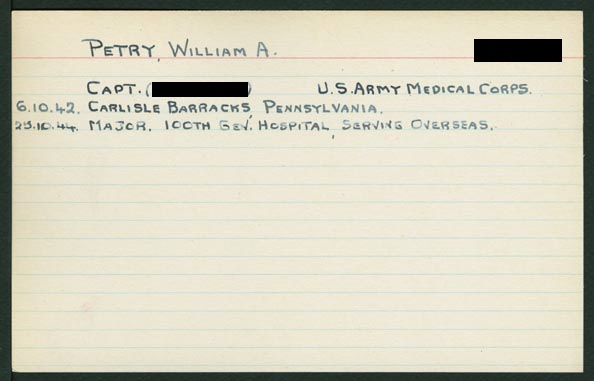 PETRY, WILLIAM A.
CAPT. ( ) U.S. ARMY MEDICAL CORPS.
6.10.42. CARLISLE BARRACKS, PENNSYLVANIA.
25.10.44. MAJOR. 100TH GEN. HOSPITAL, SERVING OVERSEAS.